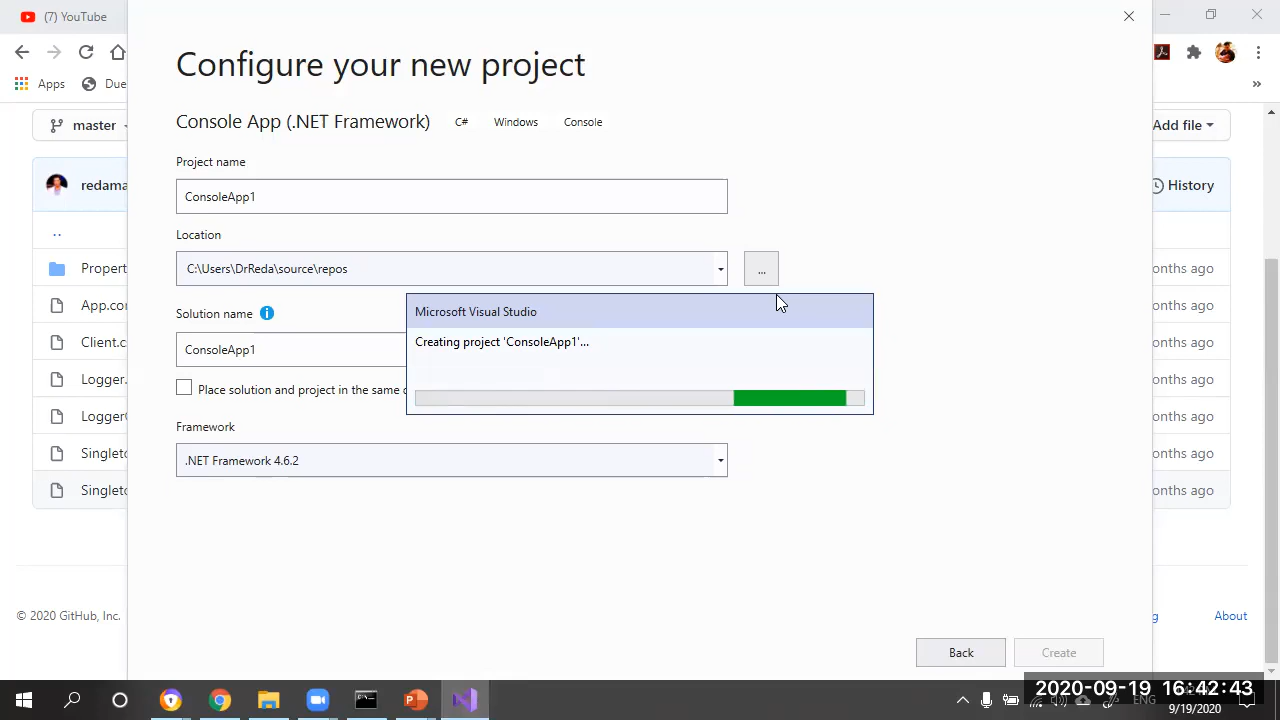 (7) YouTube
Configure your new project
Apps
Due
Console App (.NET Framework) C# Windows Console
master
Add file
Project name
ConsoleApp1
redama
History
Location
..
C:\Users\DrReda\source\repos
...
Propert
onths ago
App.co
onths ago
Solution name
Microsoft Visual Studio
Client.c
Creating project 'ConsoleApp1'...
onths ago
ConsoleApp1
Logger.
Place solution and project in the same
onths ago
Logger
onths ago
Framework
Singlet
.NET Framework 4.6.2
onths ago
Singlet
onths ago
© 2020 GitHub, Inc.
g
About
Back
Create
2020-09-19 16:42:43
ENG
9/19/2020